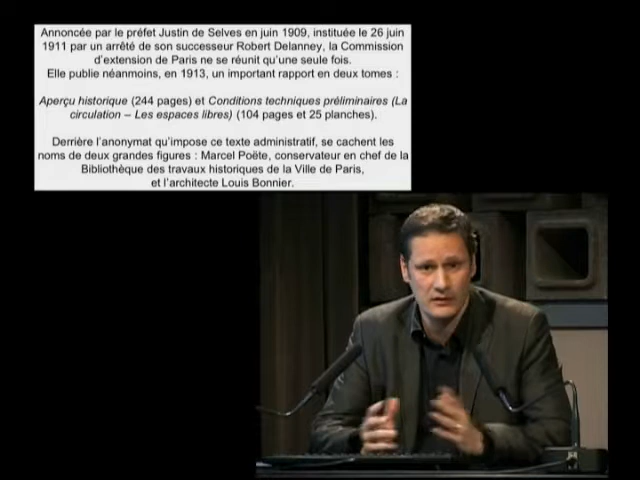 Annoncée par le préfet Justin de Selves en juin 1909, instituée le 26 juin
1911 par un arrêté de son successeur Robert Delanney, la Commission
d'extension de Paris ne se réunit qu'une seule fois.
Elle publie néanmoins, en 1913, un important rapport en deux tomes :
Aperçu historique (244 pages) et Conditions techniques préliminaires (La
circulation – Les espaces libres) (104 pages et 25 planches).
Derrière l'anonymat qu'impose ce texte administratif, se cachent les
noms de deux grandes figures : Marcel Poëte, conservateur en chef de la
Bibliothèque des travaux historiques de la Ville de Paris,
et l'architecte Louis Bonnier.